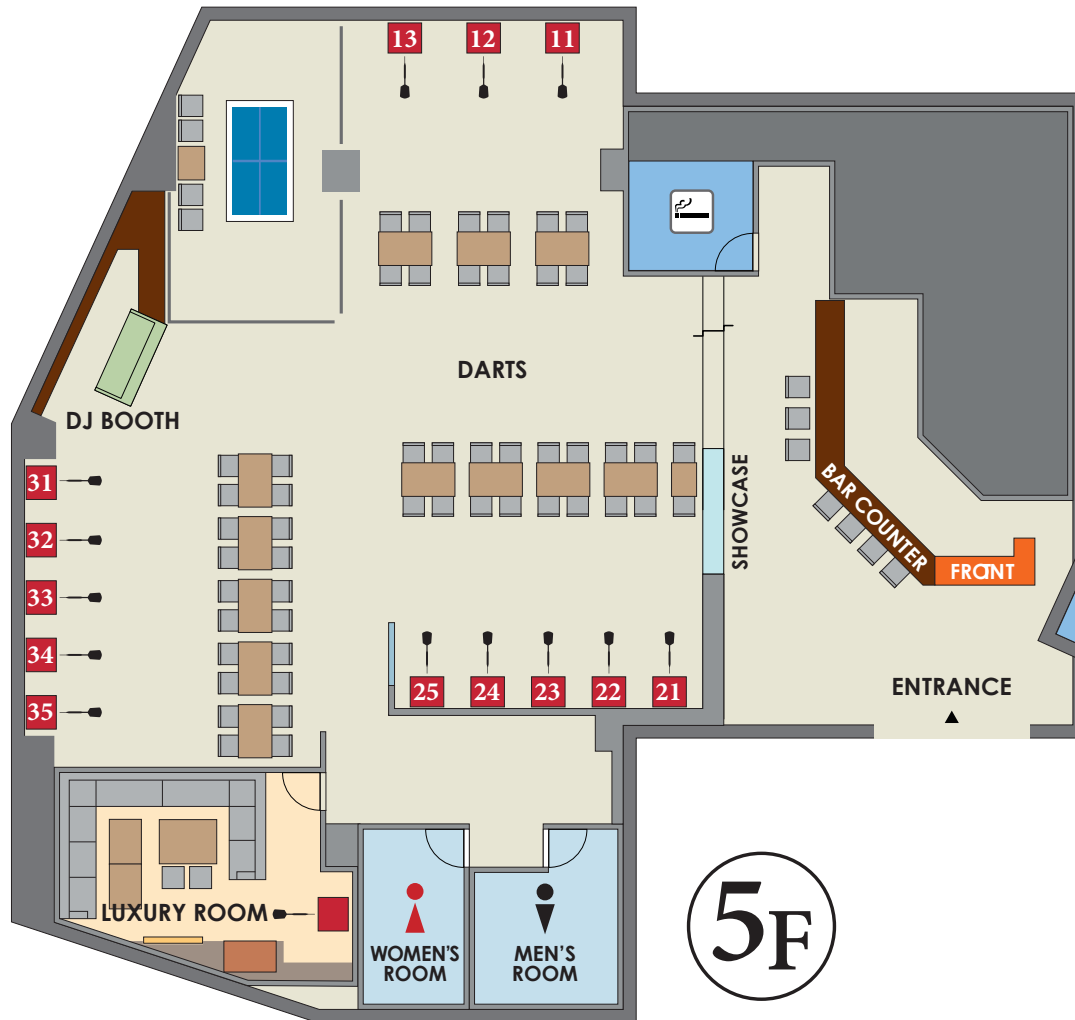 13 12 11
DARTS
DJ BOOTH
31
32
33
34
35
SHOWCASE
BAR COUNTER
FRONT
25 24 23 22 21
ENTRANCE
LUXURY ROOM
WOMEN'S
ROOM
MEN'S
ROOM
5F